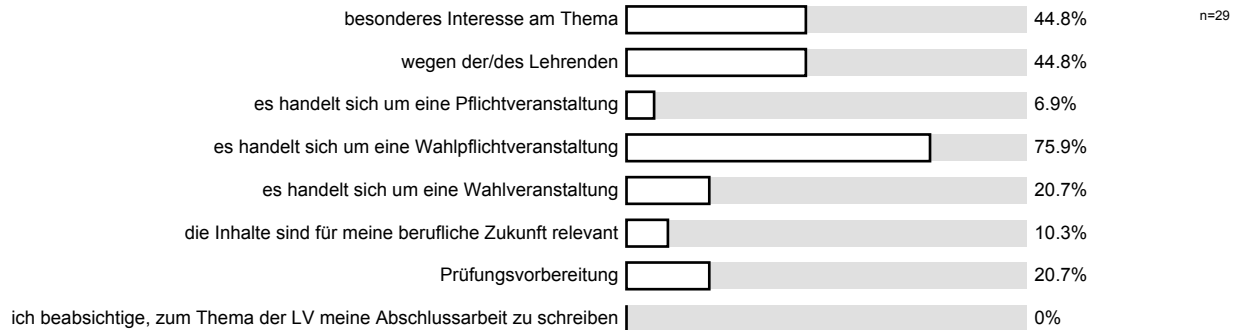 besonderes Interesse am Thema 44.8% n=29
wegen der/des Lehrenden 44.8%
es handelt sich um eine Pflichtveranstaltung 6.9%
es handelt sich um eine Wahlpflichtveranstaltung 75.9%
es handelt sich um eine Wahlveranstaltung 20.7%
die Inhalte sind für meine berufliche Zukunft relevant 10.3%
Prüfungsvorbereitung 20.7%
ich beabsichtige, zum Thema der LV meine Abschlussarbeit zu schreiben 0%